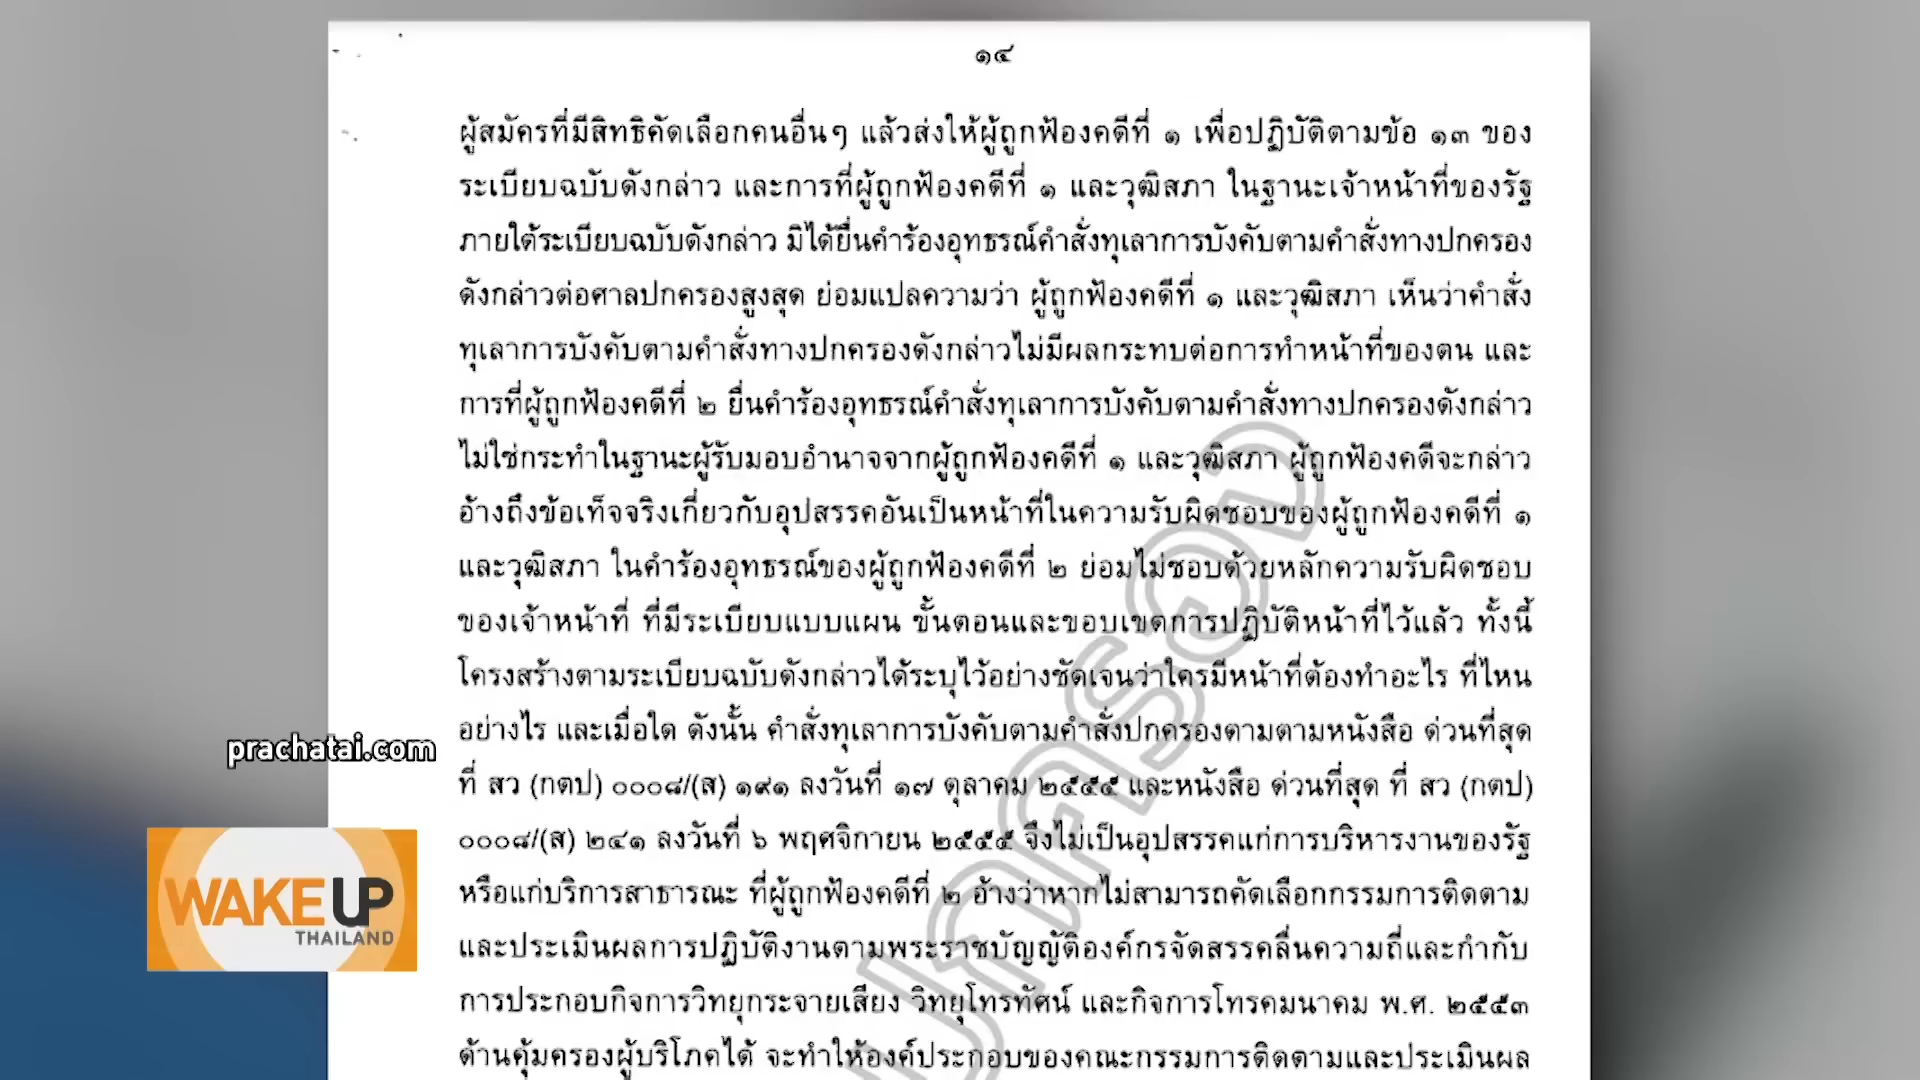 ๑๔
ผู้สมัครที่มีสิทธิคัดเลือกคนอื่นๆ แล้วส่งให้ผู้ถูกฟ้องคดีที่ ๑ เพื่อปฏิบัติตามข้อ ๑๓ ของ
ระเบียบฉบับดังกล่าว และการที่ผู้ถูกฟ้องคดีที่ ๑ และวุฒิสภา ในฐานะเจ้าหน้าที่ของรัฐ
ภายใต้ระเบียบฉบับดังกล่าว มิได้ยื่นคำร้องอุทธรณ์คำสั่งทุเลาการบังคับตามคำสั่งทางปกครอง
ดังกล่าวต่อศาลปกครองสูงสุด ย่อมแปลความว่า ผู้ถูกฟ้องคดีที่ ๑ และวุฒิสภา เห็นว่าคำสั่ง
ทุเลาการบังคับตามคำสั่งทางปกครองดังกล่าวไม่มีผลกระทบต่อการทำหน้าที่ของตน และ
การที่ผู้ถูกฟ้องคดีที่ ๒ ยื่นคำร้องอุทธรณ์คำสั่งทุเลาการบังคับตามคำสั่งทางปกครองดังกล่าว
ไม่ใช่กระทำในฐานะผู้รับมอบอำนาจจากผู้ถูกฟ้องคดีที่ ๑ และวุฒิสภา ผู้ถูกฟ้องคดีจะกล่าว
อ้างถึงข้อเท็จจริงเกี่ยวกับอุปสรรคอันเป็นหน้าที่ในความรับผิดชอบของผู้ถูกฟ้องคดีที่ ๑
และวุฒิสภา ในคำร้องอุทธรณ์ของผู้ถูกฟ้องคดีที่ ๒ ย่อมไม่ชอบด้วยหลักความรับผิดชอบ
ของเจ้าหน้าที่ ที่มีระเบียบแบบแผน ขั้นตอนและขอบเขตการปฏิบัติหน้าที่ไว้แล้ว ทั้งนี้
โครงสร้างตามระเบียบฉบับดังกล่าวได้ระบุไว้อย่างชัดเจนว่าใครมีหน้าที่ต้องทำอะไร ที่ไหน
อย่างไร และเมื่อใด ดังนั้น คำสั่งทุเลาการบังคับตามคำสั่งปกครองตามตามหนังสือ ด่วนที่สุด
prachatai.com
ที่ สว (กตป) ๐๐๐๘/(ส) ๑๙๑ ลงวันที่ ๑๗ ตุลาคม ๒๕๕๕ และหนังสือ ด่วนที่สุด ที่ สว (กตป)
๐๐๐๘/(ส) ๒๔๑ ลงวันที่ ๖ พฤศจิกายน ๒๕๕๕ จึงไม่เป็นอุปสรรคแก่การบริหารงานของรัฐ
หรือแก่บริการสาธารณะ ที่ผู้ถูกฟ้องคดีที่ ๒ อ้างว่าหากไม่สามารถคัดเลือกกรรมการติดตาม
WAKE UP
THAILAND
และประเมินผลการปฏิบัติงานตามพระราชบัญญัติองค์กรจัดสรรคลื่นความถี่และกำกับ
การประกอบกิจการวิทยุกระจายเสียง วิทยุโทรทัศน์ และกิจการโทรคมนาคม พ.ศ. ๒๕๕๓
ด้านคุ้มครองผู้บริโภคได้ จะทำให้องค์ประกอบของคณะกรรมการติดตามและประเมินผล